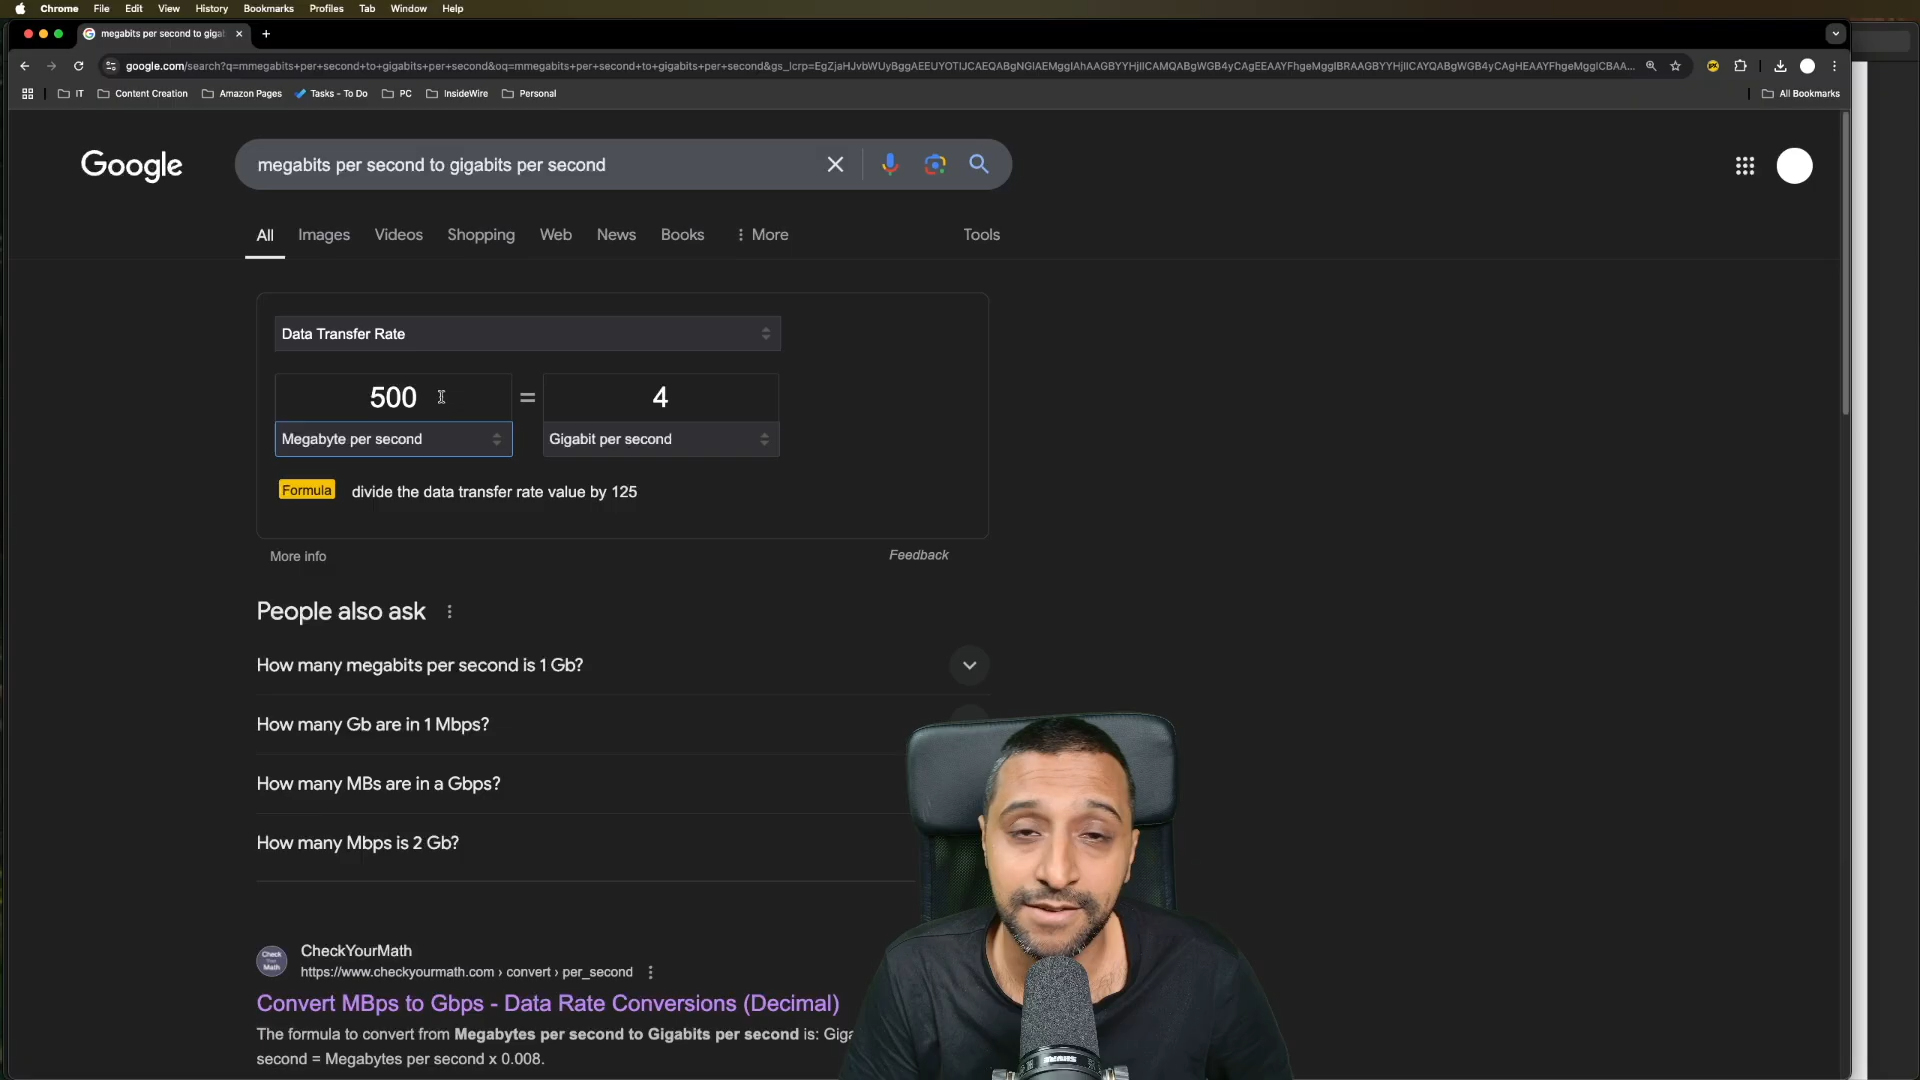 Chrome File Edit View History Bookmarks Profiles Tab Window Help
megabits per second to giga
google.com/search?q=mmegabits+per+second+to+gigabits+per+second&oq=mmegabits+per+second+to+gigabits+per+second&gs_lcrp=
IT Content Creation Amazon Pages Tasks - To Do PC InsideWire Personal All Bookmarks
Google megabits per second to gigabits per second
All Images Videos Shopping Web News Books More Tools
Data Transfer Rate
500 = 4
Megabyte per second Gigabit per second
Formula divide the data transfer rate value by 125
More info Feedback
People also ask
How many megabits per second is 1 Gb?
How many Gb are in 1 Mbps?
How many MBs are in a Gbps?
How many Mbps is 2 Gb?
Check Your Math
CheckYourMath
https://www.checkyourmath.com › convert › per_second
Convert MBps to Gbps - Data Rate Conversions (Decimal)
The formula to convert from Megabytes per second to Gigabits per second is: Giga
second = Megabytes per second x 0.008.
SHURE